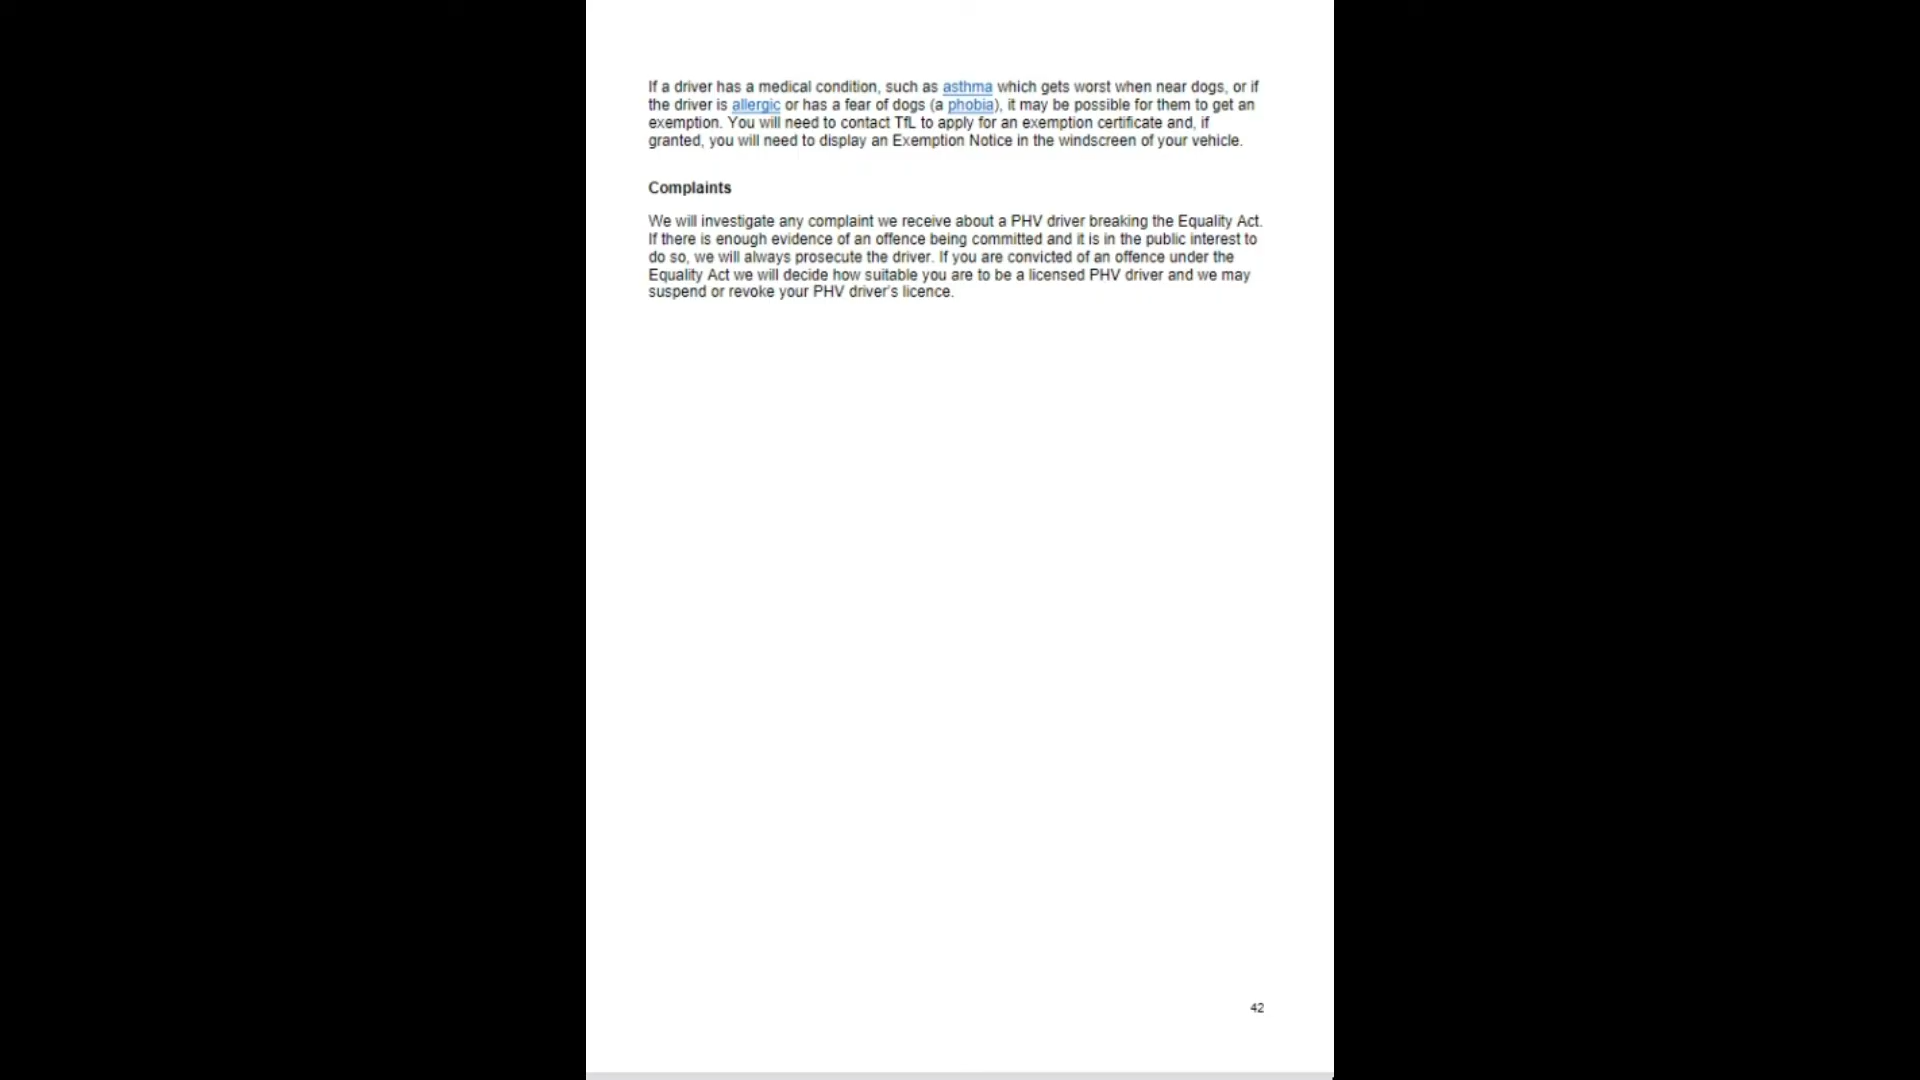 If a driver has a medical condition, such as asthma which gets worst when near dogs, or if
the driver is allergic or has a fear of dogs (a phobia), it may be possible for them to get an
exemption. You will need to contact TfL to apply for an exemption certificate and, if
granted, you will need to display an Exemption Notice in the windscreen of your vehicle.
Complaints
We will investigate any complaint we receive about a PHV driver breaking the Equality Act.
If there is enough evidence of an offence being committed and it is in the public interest to
do so, we will always prosecute the driver. If you are convicted of an offence under the
Equality Act we will decide how suitable you are to be a licensed PHV driver and we may
suspend or revoke your PHV driver's licence.
42